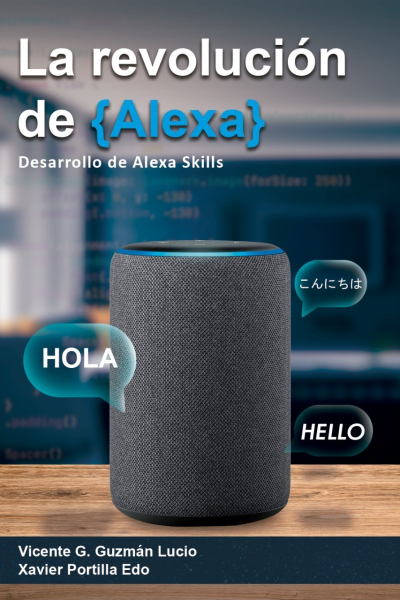 La revolución
de {Alexa}
Desarrollo de Alexa Skills
こんにちは
HOLA
HELLO
Vicente G. Guzmán Lucio
Xavier Portilla Edo